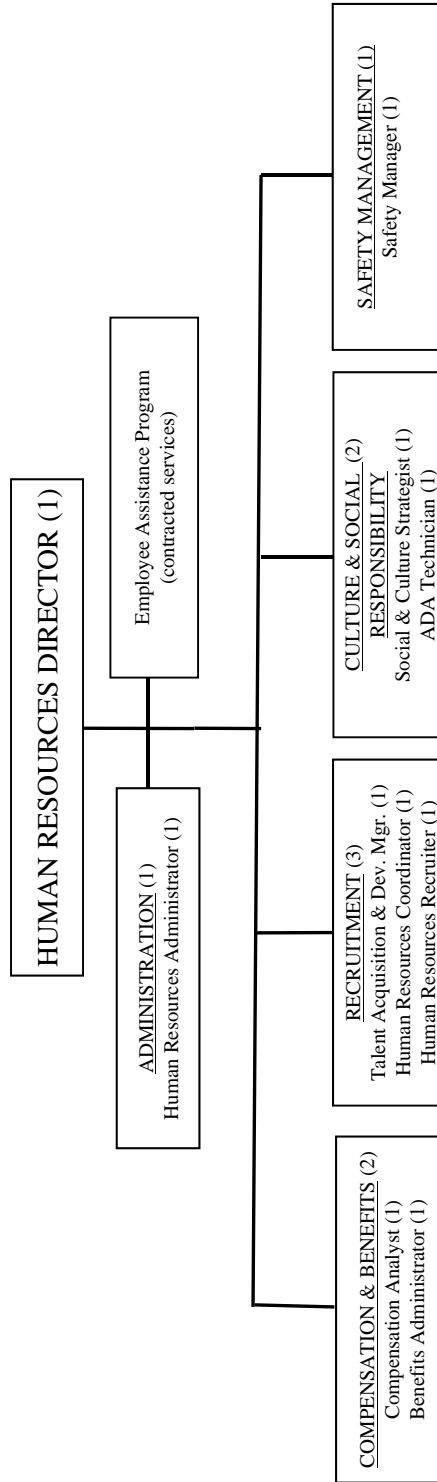 HUMAN RESOURCES DIRECTOR (1)
ADMINISTRATION (1)
Human Resources Administrator (1)
Employee Assistance Program
(contracted services)
COMPENSATION & BENEFITS (2)
Compensation Analyst (1)
Benefits Administrator (1)
RECRUITMENT (3)
Talent Acquisition & Dev. Mgr. (1)
Human Resources Coordinator (1)
Human Resources Recruiter (1)
CULTURE & SOCIAL (2)
RESPONSIBILITY
Social & Culture Strategist (1)
ADA Technician (1)
SAFETY MANAGEMENT (1)
Safety Manager (1)